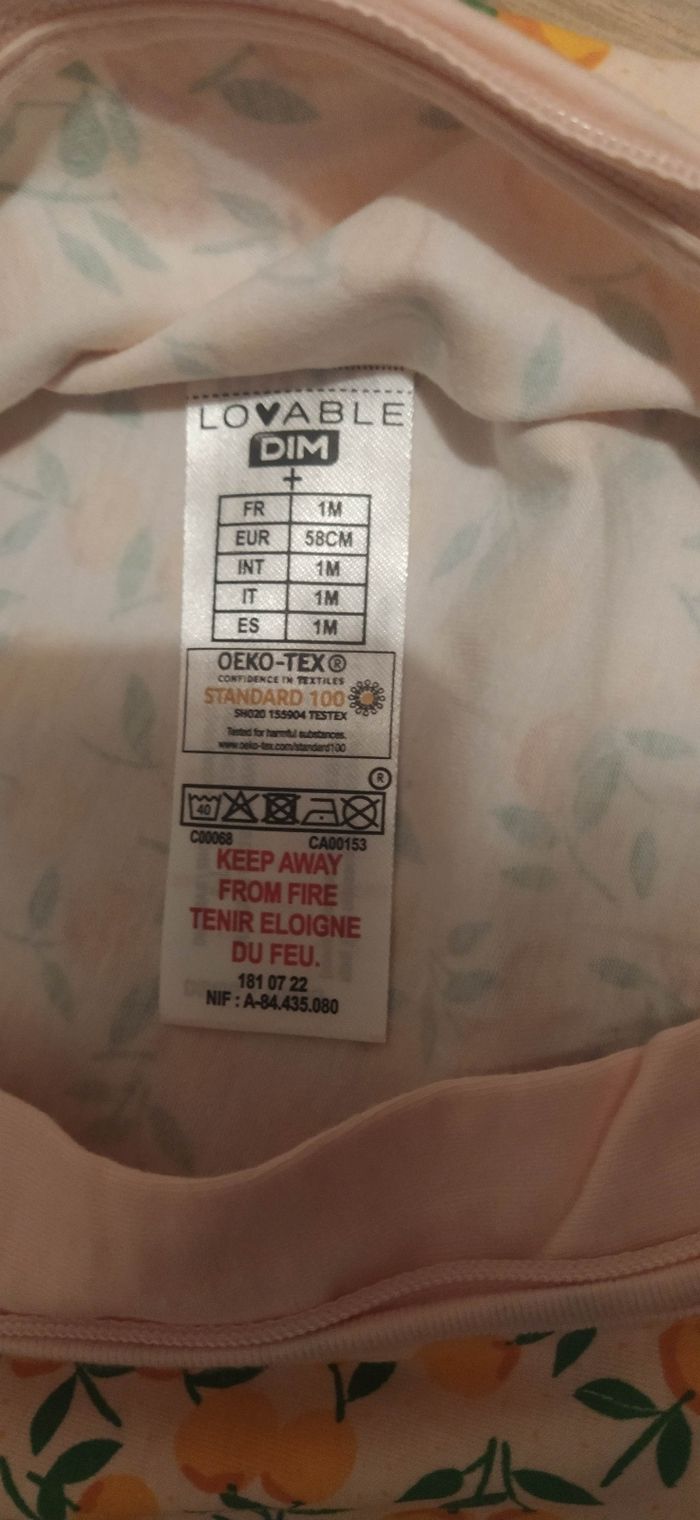 LOVABLE
DIM
+
FR 1M
EUR 58CM
INT 1M
IT 1M
ES 1M
OEKO-TEX®
CONFIDENCE IN TEXTILES
STANDARD 100
SH020 155904 TESTEX
Tested for harmful substances.
www.oeko-tex.com/standard100
®
40
C00068 CA00153
KEEP AWAY
FROM FIRE
TENIR ELOIGNE
DU FEU.
181 07 22
NIF : A-84.435.080